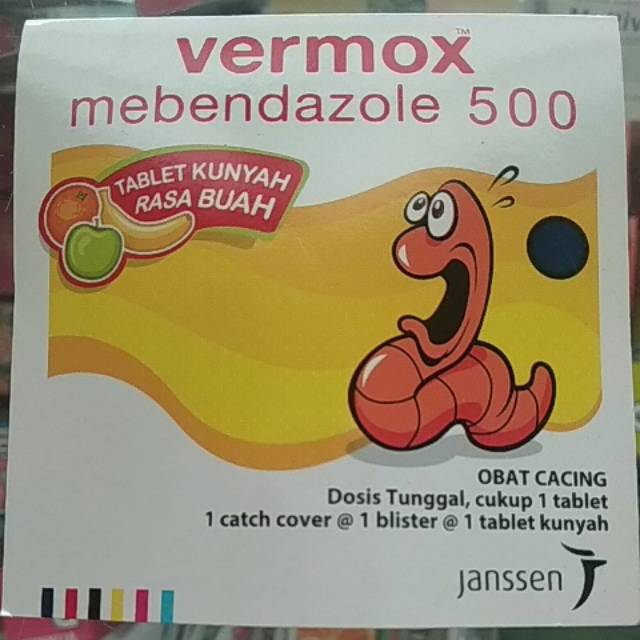 vermox™
mebendazole 500
TABLET KUNYAH
RASA BUAH
OBAT CACING
Dosis Tunggal, cukup 1 tablet
1 catch cover @ 1 blister @ 1 tablet kunyah
janssen